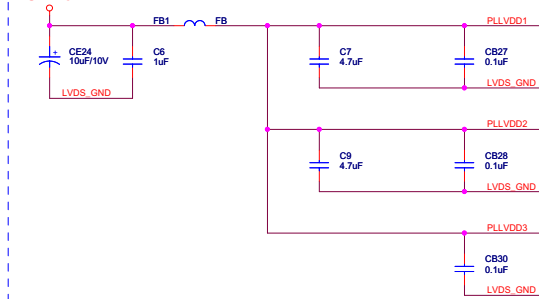 FB1 FB PLLVDD1
CE24 C6 C7 CB27
10uF/10V 1uF 4.7uF 0.1uF
LVDS_GND LVDS_GND
PLLVDD2
C9 CB28
4.7uF 0.1uF
LVDS_GND
PLLVDD3
CB30
0.1uF
LVDS_GND